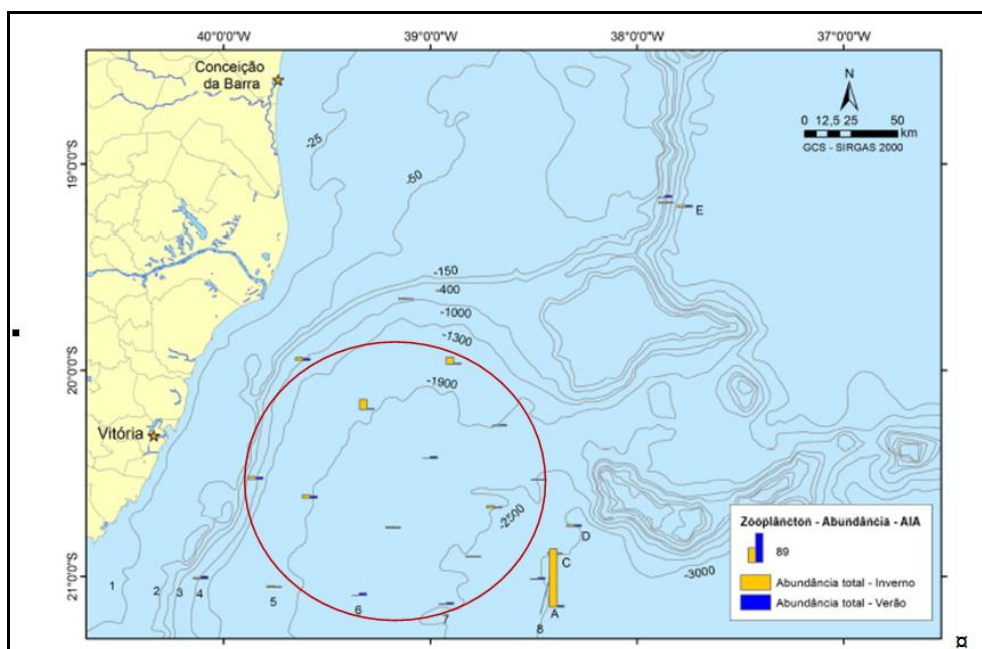 40°0'0"W 39°0'0"W 38°0'0"W 37°0'0"W
Conceição
da Barra
N
0 12,5 25 50
km
GCS - SIRGAS 2000
-25
-50
19°0'0"S
E
-150
-400
-1000
-1300
20°0'0"S
-1900
Vitória
-2500
D
C
-3000
21°0'0"S
1 2 3 4 5 6 7 8 A
Zooplâncton - Abundância - AIA
89
Abundância total - Inverno
Abundância total - Verão
¤